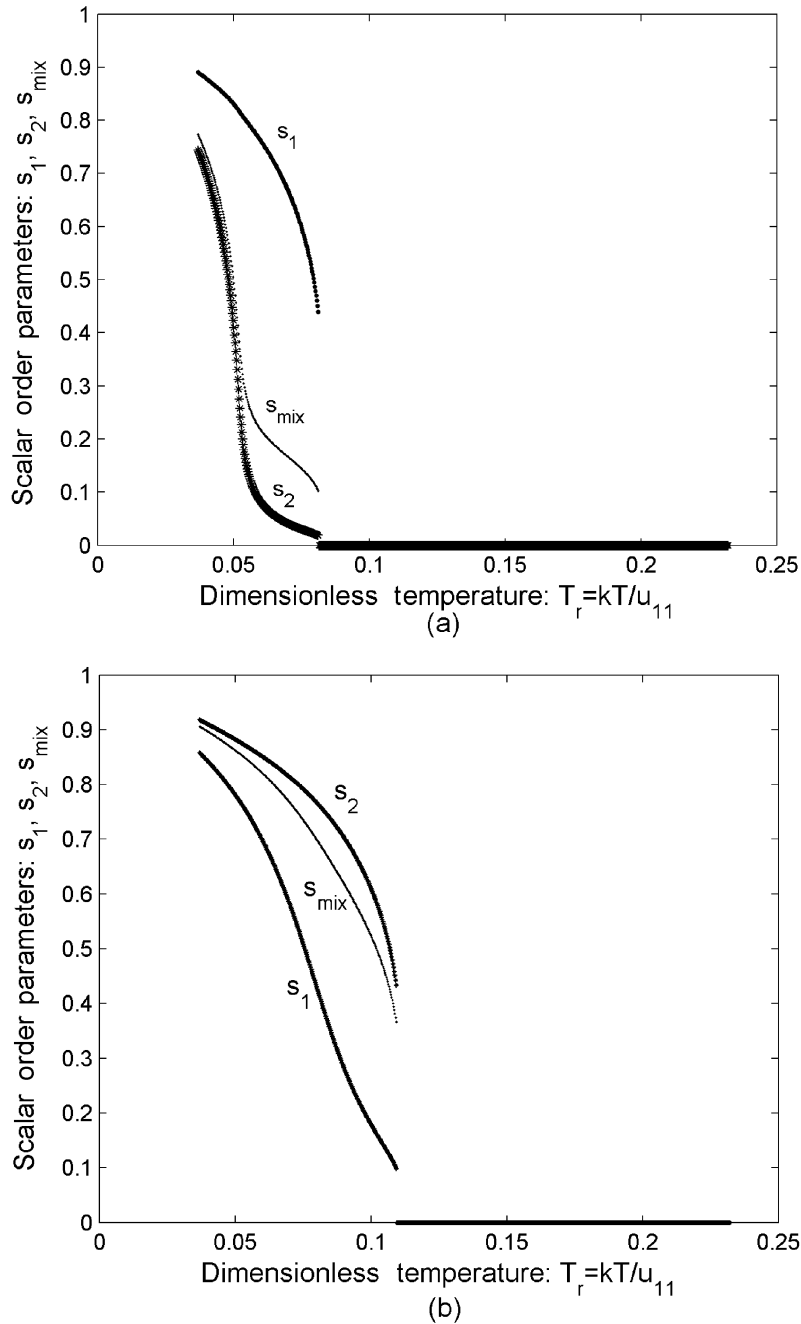 Scalar order parameters: s1, s2, smix
1
0.9
0.8
0.7
0.6
0.5
0.4
0.3
0.2
0.1
0
s1
smix
s2
0 0.05 0.1 0.15 0.2 0.25
Dimensionless temperature: Tr=kT/u11
(a)
Scalar order parameters: s1, s2, smix
1
0.9
0.8
0.7
0.6
0.5
0.4
0.3
0.2
0.1
0
s2
smix
s1
0 0.05 0.1 0.15 0.2 0.25
Dimensionless temperature: Tr=kT/u11
(b)